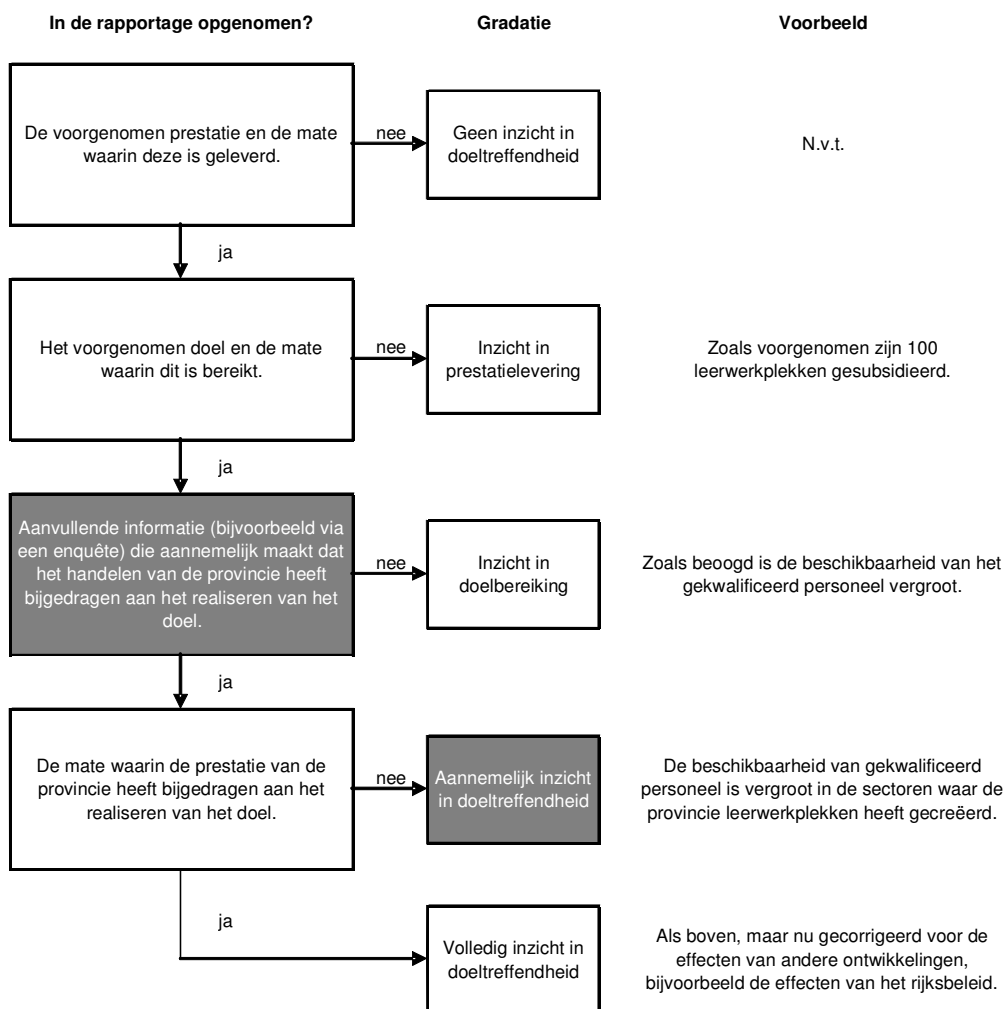 In de rapportage opgenomen?
Gradatie
Voorbeeld
De voorgenomen prestatie en de mate
waarin deze is geleverd.
nee
Geen inzicht in
doeltreffendheid
N.v.t.
ja
Het voorgenomen doel en de mate
waarin dit is bereikt.
nee
Inzicht in
prestatielevering
Zoals voorgenomen zijn 100
leerwerkplekken gesubsidieerd.
ja
Aanvullende informatie (bijvoorbeeld via
een enquête) die aannemelijk maakt dat
het handelen van de provincie heeft
bijgedragen aan het realiseren van het
doel.
nee
Inzicht in
doelbereiking
Zoals beoogd is de beschikbaarheid van het
gekwalificeerd personeel vergroot.
ja
De mate waarin de prestatie van de
provincie heeft bijgedragen aan het
realiseren van het doel.
nee
Aannemelijk inzicht
in doeltreffendheid
De beschikbaarheid van gekwalificeerd
personeel is vergroot in de sectoren waar de
provincie leerwerkplekken heeft gecreëerd.
ja
Volledig inzicht in
doeltreffendheid
Als boven, maar nu gecorrigeerd voor de
effecten van andere ontwikkelingen,
bijvoorbeeld de effecten van het rijksbeleid.